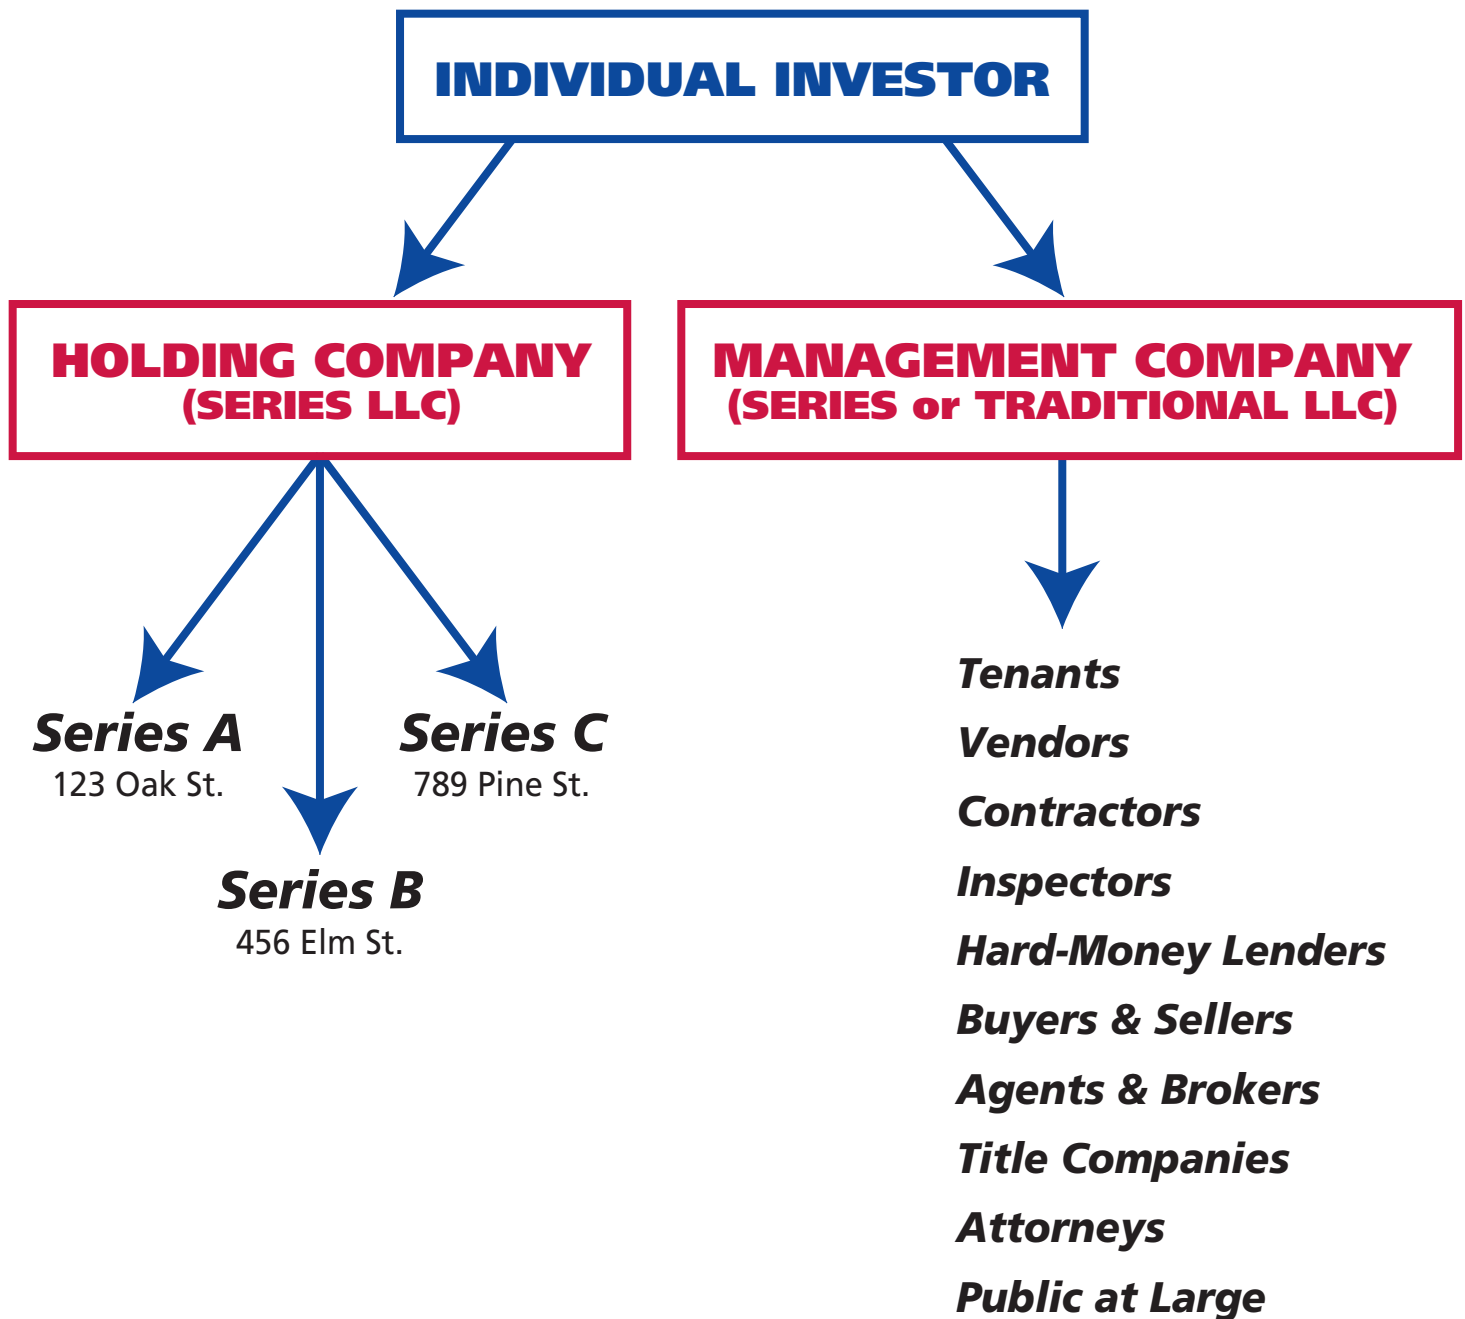 INDIVIDUAL INVESTOR
HOLDING COMPANY
(SERIES LLC)
MANAGEMENT COMPANY
(SERIES or TRADITIONAL LLC)
Series A
123 Oak St.
Series C
789 Pine St.
Series B
456 Elm St.
Tenants
Vendors
Contractors
Inspectors
Hard-Money Lenders
Buyers & Sellers
Agents & Brokers
Title Companies
Attorneys
Public at Large